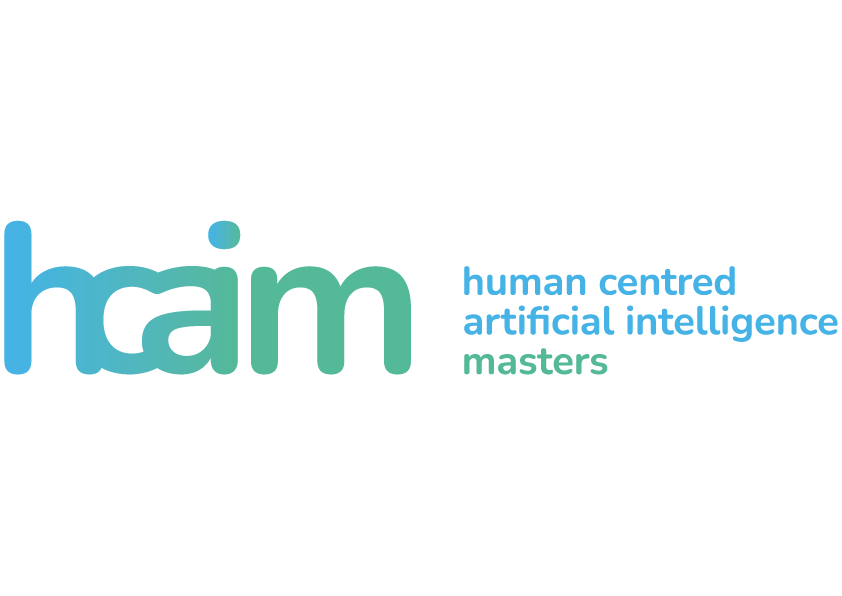 hcaim
human centred
artificial intelligence
masters